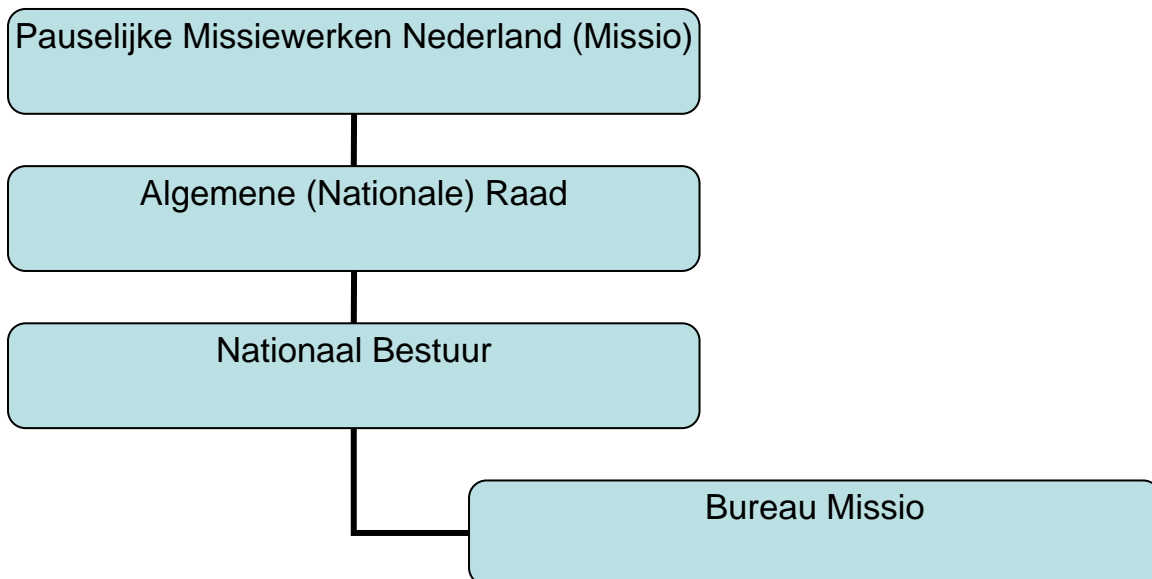 Pauselijke Missiewerken Nederland (Missio)
Algemene (Nationale) Raad
Nationaal Bestuur
Bureau Missio